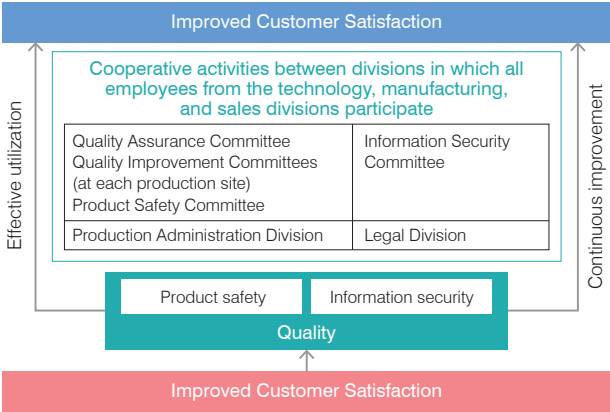 Improved Customer Satisfaction
Effective utilization
Cooperative activities between divisions in which all
employees from the technology, manufacturing,
and sales divisions participate
Quality Assurance Committee
Quality Improvement Committees
(at each production site)
Product Safety Committee
Information Security
Committee
Production Administration Division
Legal Division
Continuous improvement
Product safety
Information security
Quality
Improved Customer Satisfaction